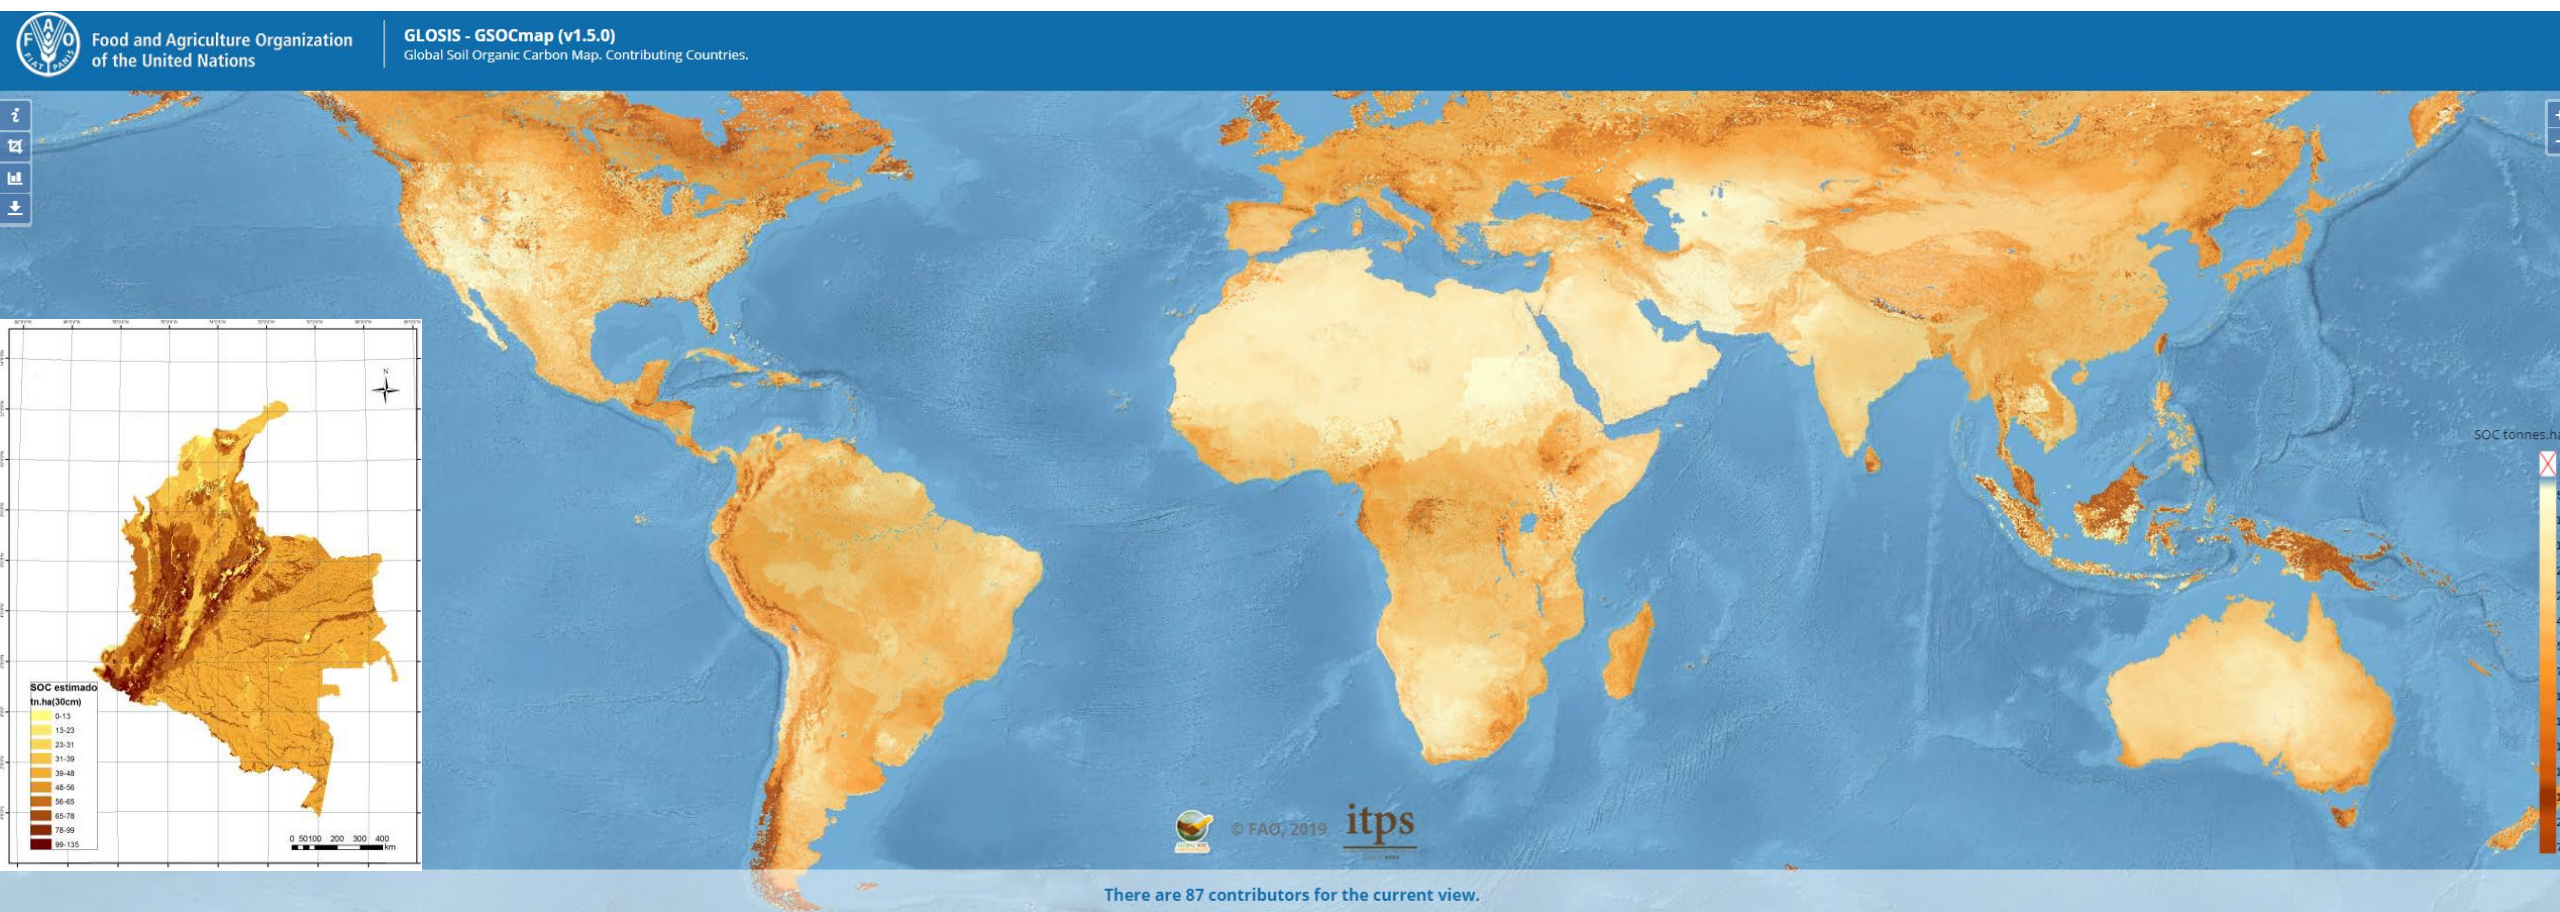 Food and Agriculture Organization
of the United Nations
GLOSIS - GSOCmap (v1.5.0)
Global Soil Organic Carbon Map. Contributing Countries.
F A O
FIAT PANIS
i
N
SOC estimado
tn.ha(30cm)
0-13
13-23
23-31
31-39
39-48
48-56
56-65
65-78
78-99
99-135
0 50100 200 300 400
km
SOC tonnes.ha
© FAO, 2019
itps
There are 87 contributors for the current view.